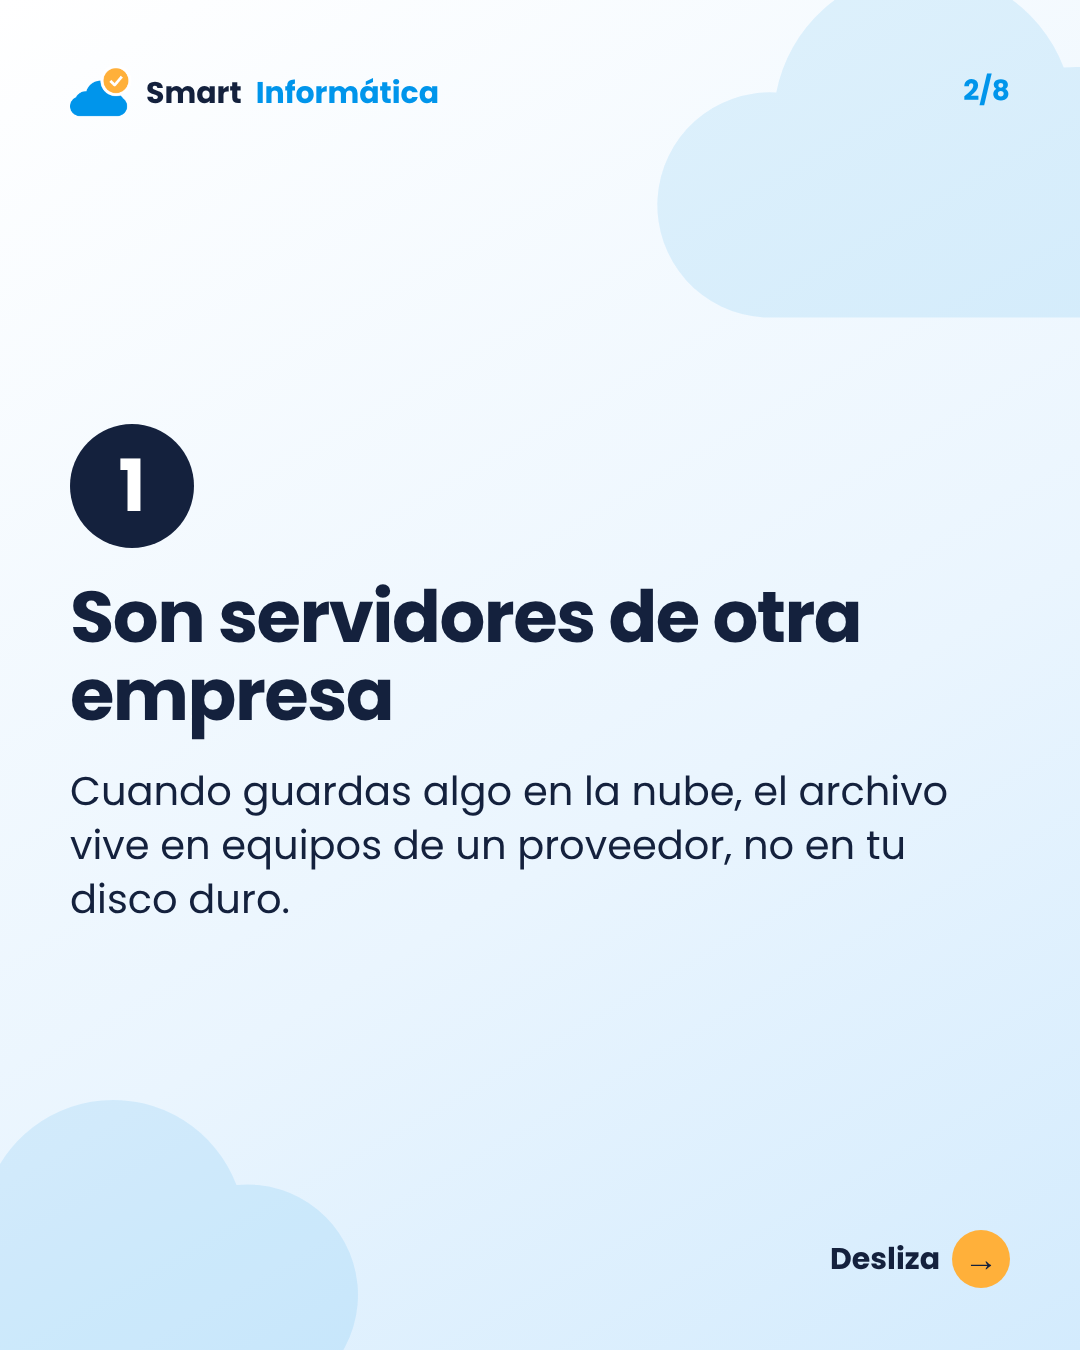 Smart Informática
2/8
1
Son servidores de otra
empresa
Cuando guardas algo en la nube, el archivo
vive en equipos de un proveedor, no en tu
disco duro.
Desliza →